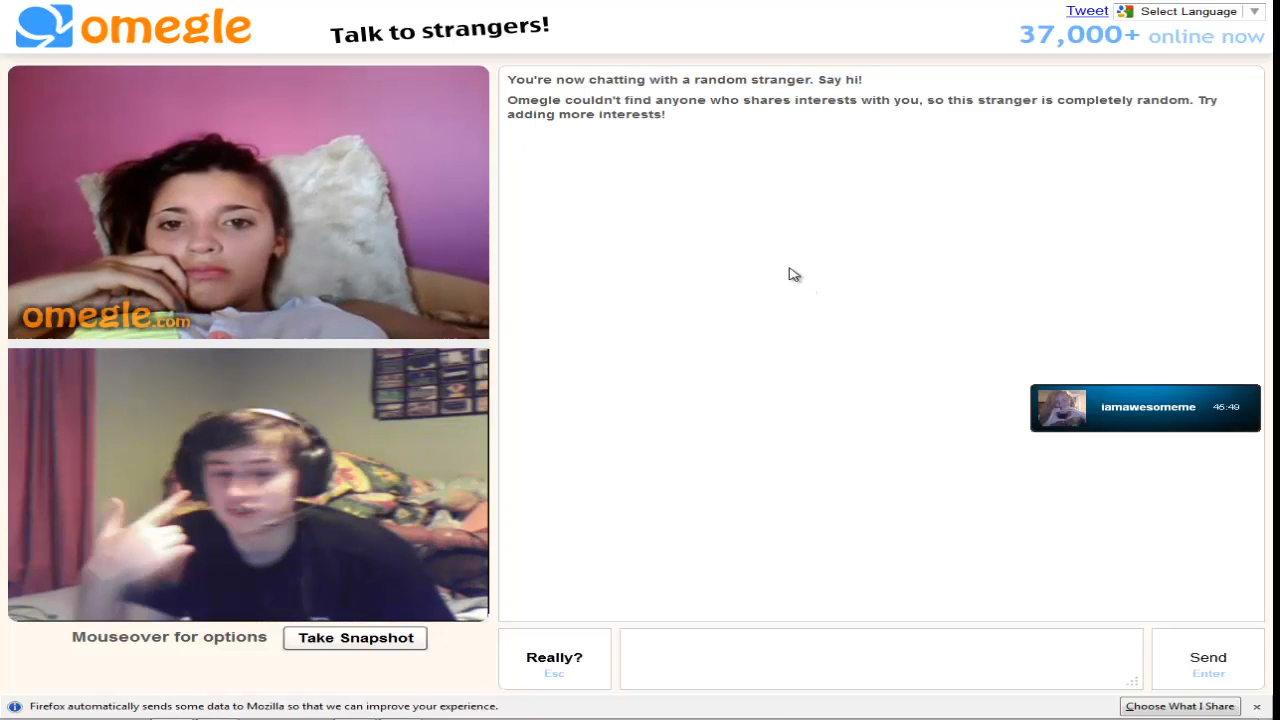 omegle
Talk to strangers!
Tweet
Select Language
37,000+ online now
You're now chatting with a random stranger. Say hi!
Omegle couldn't find anyone who shares interests with you, so this stranger is completely random. Try
adding more interests!
omegle.com
iamawesomeme 45:49
Mouseover for options
Take Snapshot
Really?
Esc
Send
Enter
Firefox automatically sends some data to Mozilla so that we can improve your experience.
Choose What I Share